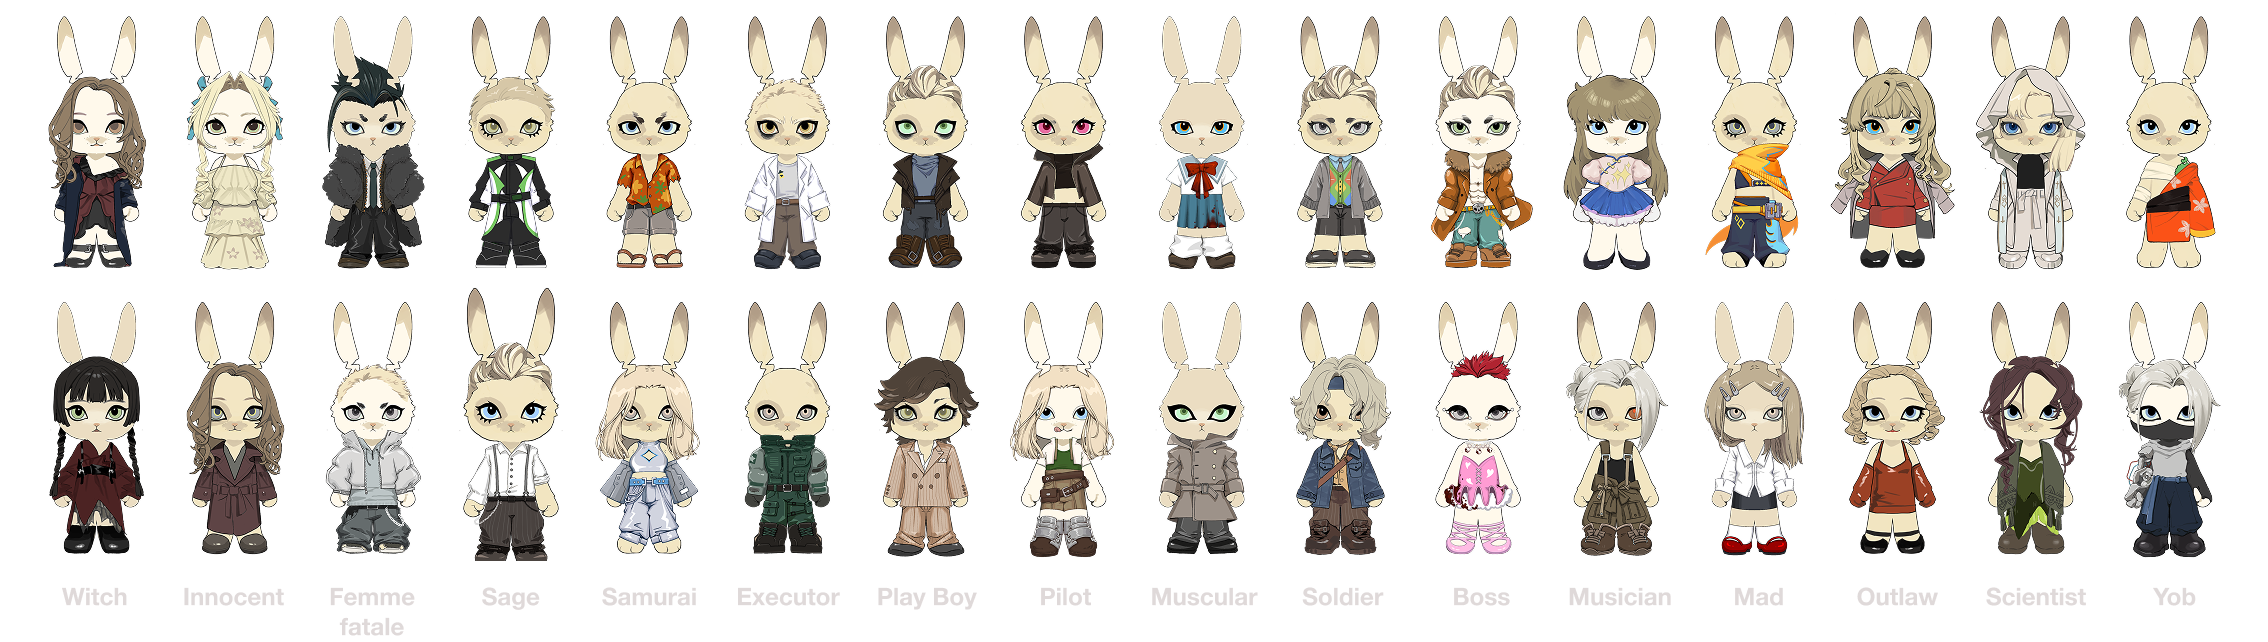 Witch
Innocent
Femme
fatale
Sage
Samurai
Executor
Play Boy
Pilot
Muscular
Soldier
Boss
Musician
Mad
Outlaw
Scientist
Yob